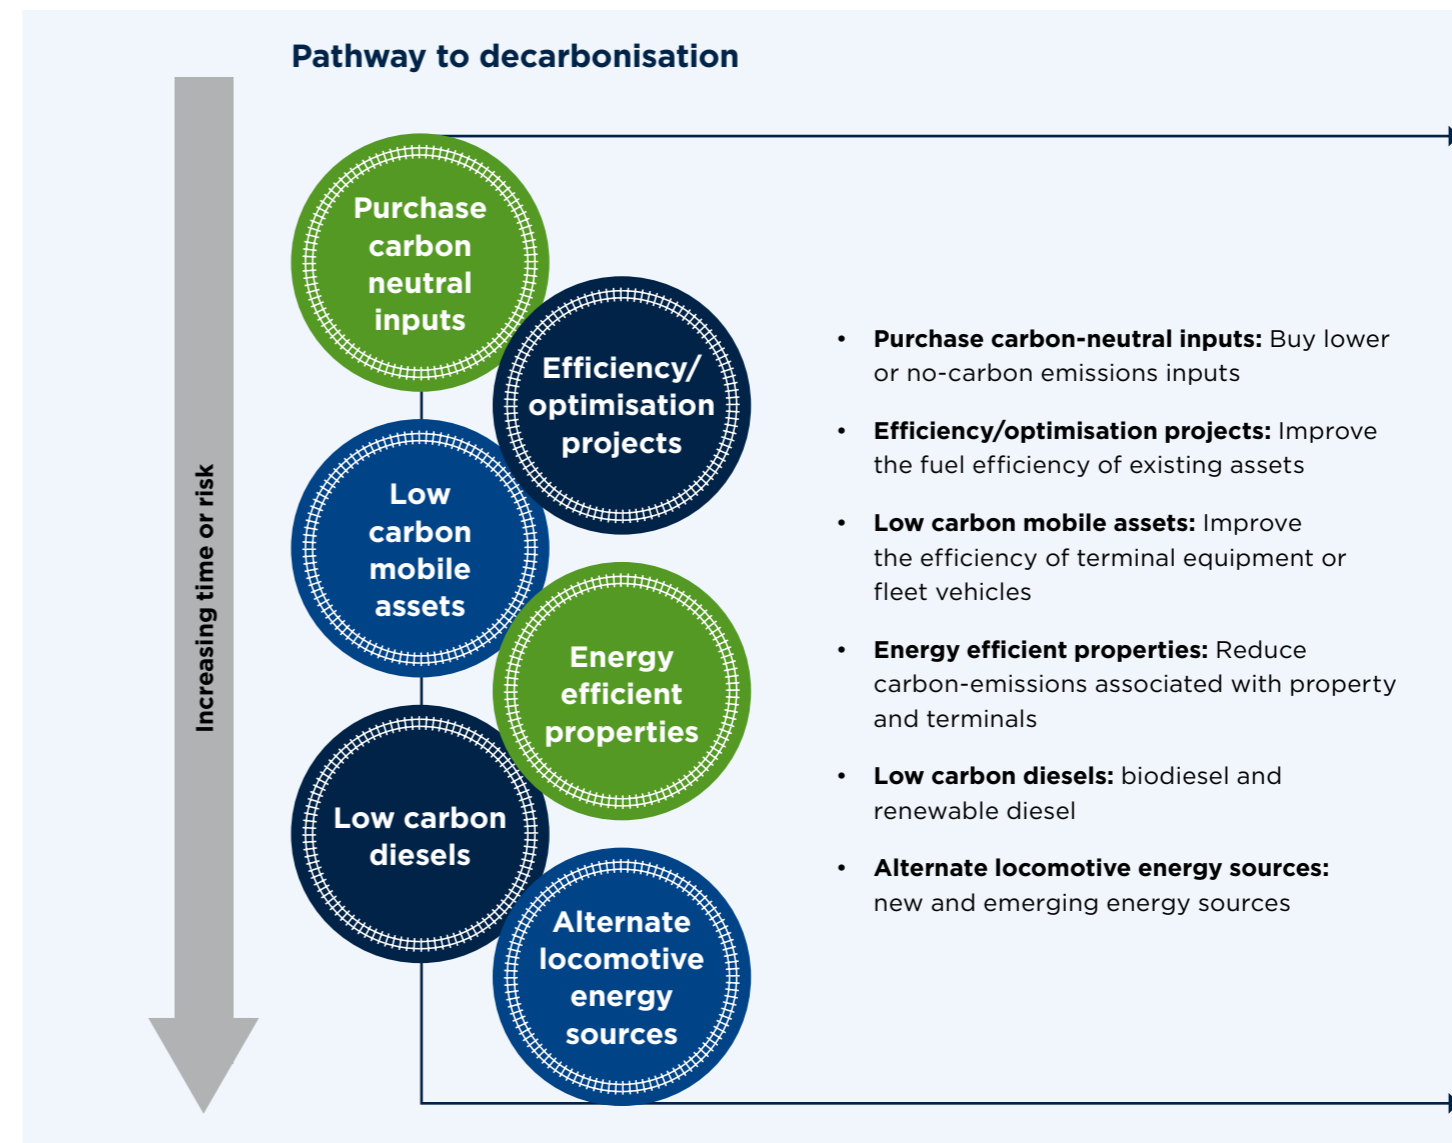 Pathway to decarbonisation
Increasing time or risk
Purchase
carbon
neutral
inputs
Efficiency/
optimisation
projects
Low
carbon
mobile
assets
Energy
efficient
properties
Low carbon
diesels
Alternate
locomotive
energy
sources
• Purchase carbon-neutral inputs: Buy lower
or no-carbon emissions inputs
• Efficiency/optimisation projects: Improve
the fuel efficiency of existing assets
• Low carbon mobile assets: Improve
the efficiency of terminal equipment or
fleet vehicles
• Energy efficient properties: Reduce
carbon-emissions associated with property
and terminals
• Low carbon diesels: biodiesel and
renewable diesel
• Alternate locomotive energy sources:
new and emerging energy sources